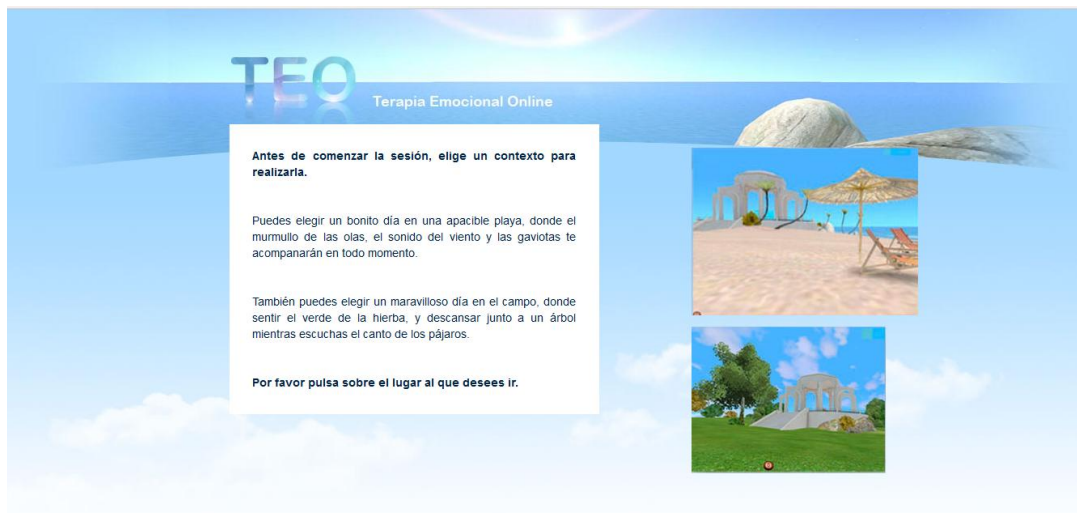 TEO
Terapia Emocional Online
Antes de comenzar la sesión, elige un contexto para
realizarla.
Puedes elegir un bonito día en una apacible playa, donde el
murmullo de las olas, el sonido del viento y las gaviotas te
acompanarán en todo momento.
También puedes elegir un maravilloso día en el campo, donde
sentir el verde de la hierba, y descansar junto a un árbol
mientras escuchas el canto de los pájaros.
Por favor pulsa sobre el lugar al que desees ir.